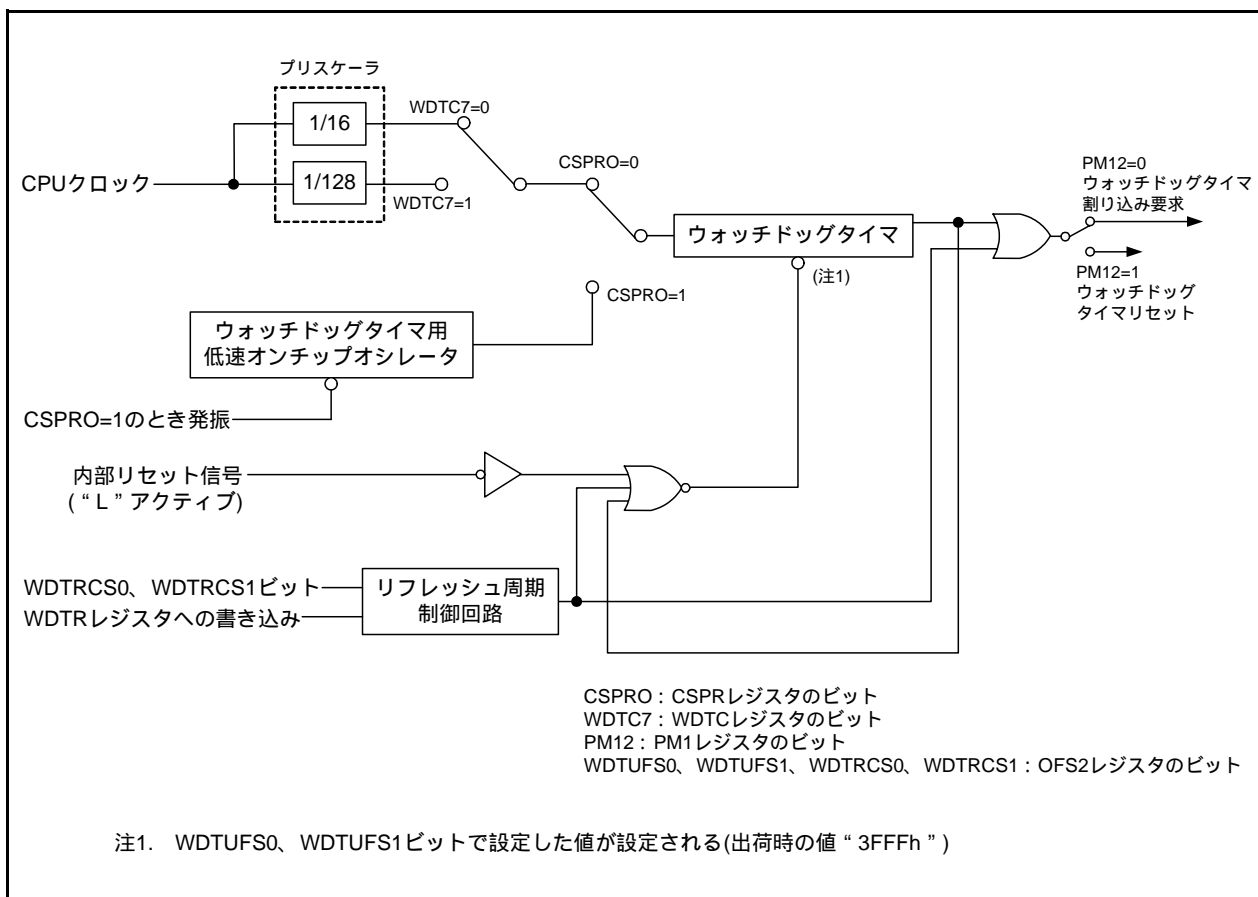 プリスケーラ
1/16
WDTC7=0
CSPRO=0
CPUクロック
1/128
WDTC7=1
PM12=0
ウォッチドッグタイマ
割り込み要求
ウォッチドッグタイマ
(注1)
PM12=1
ウォッチドッグ
タイマリセット
CSPRO=1
ウォッチドッグタイマ用
低速オンチップオシレータ
CSPRO=1のとき発振
内部リセット信号
(“L”アクティブ)
WDTRCS0、WDTRCS1ビット
WDTRレジスタへの書き込み
リフレッシュ周期
制御回路
CSPRO：CSPRレジスタのビット
WDTC7：WDTCレジスタのビット
PM12：PM1レジスタのビット
WDTUFS0、WDTUFS1、WDTRCS0、WDTRCS1：OFS2レジスタのビット
注1. WDTUFS0、WDTUFS1ビットで設定した値が設定される(出荷時の値“3FFFh”)